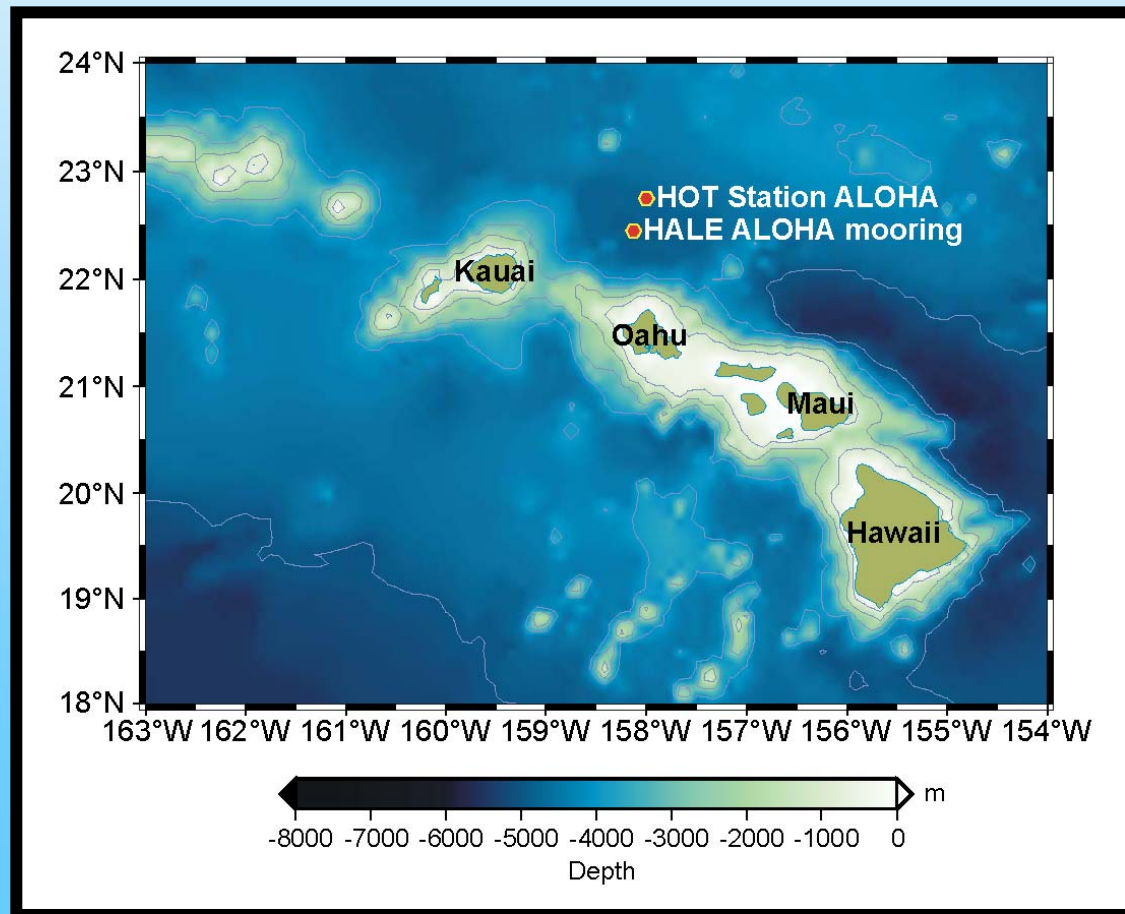 24°N
23°N
22°N
21°N
20°N
19°N
18°N
HOT Station ALOHA
HALE ALOHA mooring
Kauai
Oahu
Maui
Hawaii
163°W 162°W 161°W 160°W 159°W 158°W 157°W 156°W 155°W 154°W
m
-8000 -7000 -6000 -5000 -4000 -3000 -2000 -1000 0
Depth